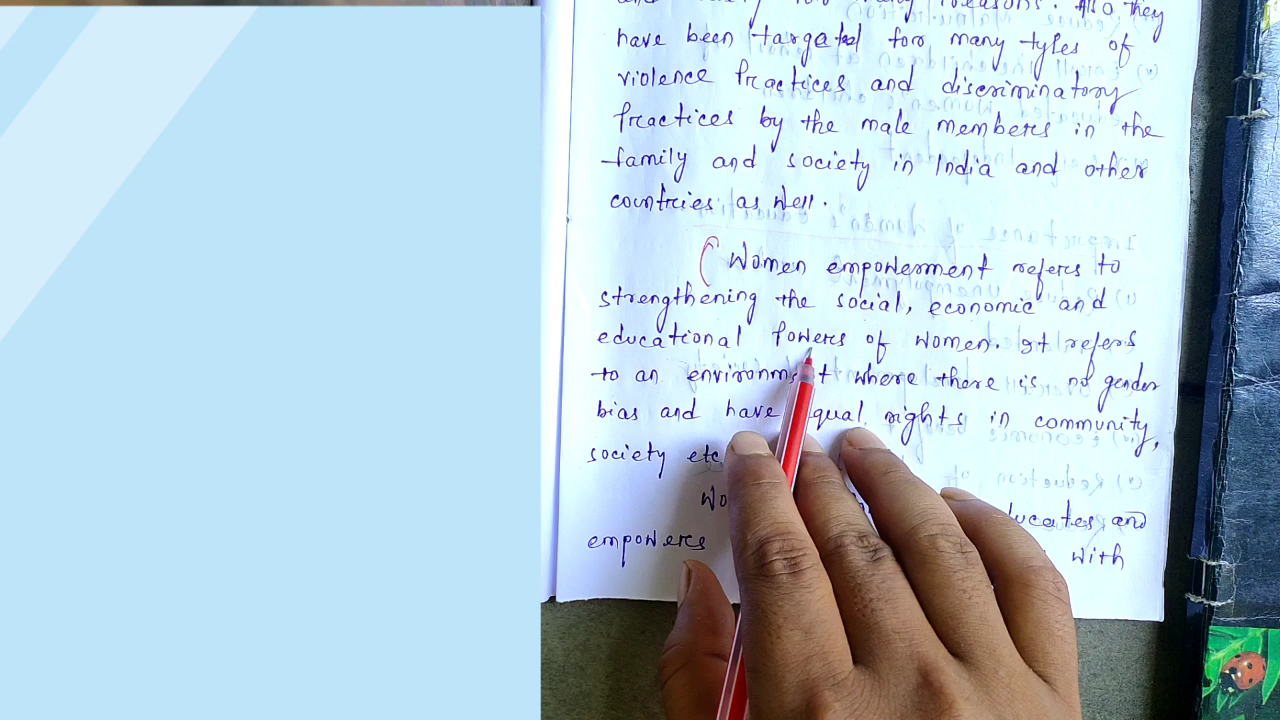 have been targeted for many types of
violence practices and discriminatory
practices by the male members in the
family and society in India and other
countries as well.
Women empowerment refers to
strengthening the social, economic and
educational powers of women. It refers
to an environment where there is no gender
bias and have equal rights in community,
society etc
educates and
empowers with